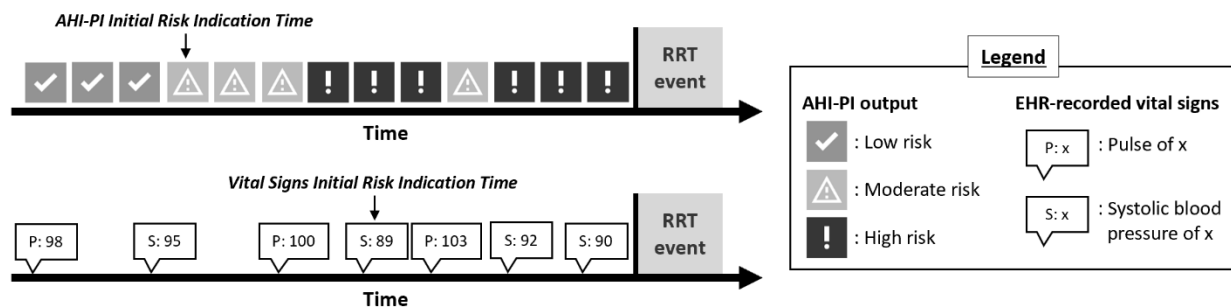 AHI-PI Initial Risk Indication Time
RRT
event
Time
Vital Signs Initial Risk Indication Time
P: 98
S: 95
P: 100
S: 89
P: 103
S: 92
S: 90
RRT
event
Time
Legend
AHI-PI output
: Low risk
: Moderate risk
: High risk
EHR-recorded vital signs
P: x
: Pulse of x
S: x
: Systolic blood
pressure of x